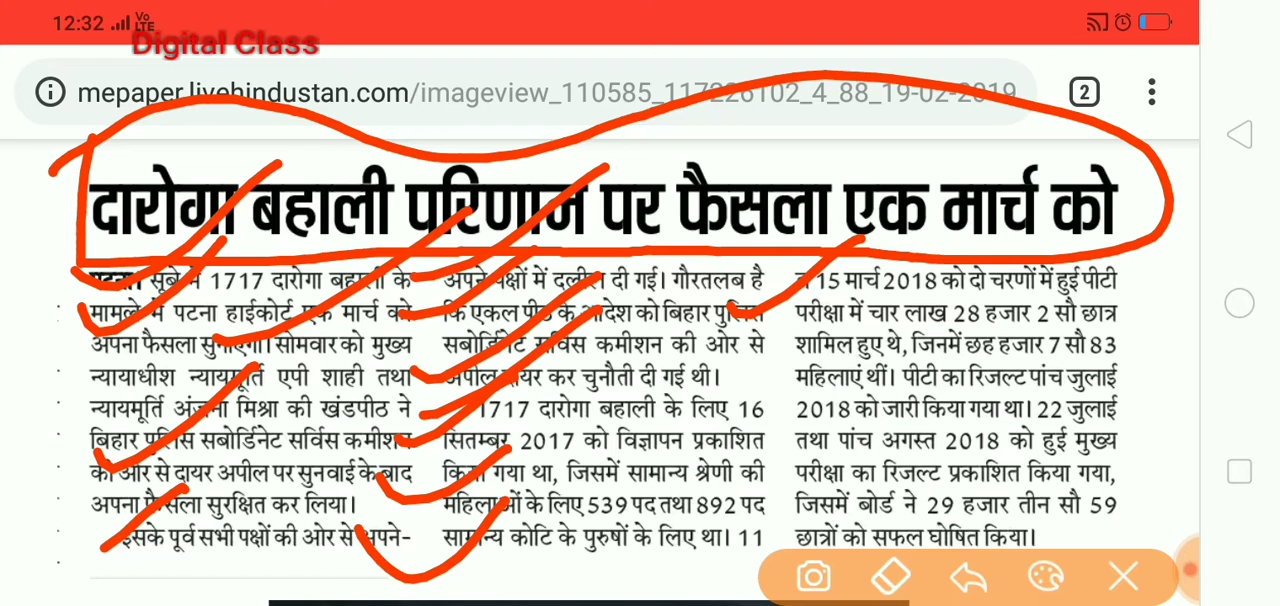 12:32 Vo LTE
Digital Class
mepaper.livehindustan.com/imageview_110585_117226102_4_88_19-02-2019
2
दारोगा बहाली परिणाम पर फैसला एक मार्च को
पटना। सूबे में 1717 दारोगा बहाली के
मामले में पटना हाईकोर्ट एक मार्च को
अपना फैसला सुनाएगा। सोमवार को मुख्य
न्यायाधीश न्यायमूर्ति एपी शाही तथा
न्यायमूर्ति अंजना मिश्रा की खंडपीठ ने
बिहार पुलिस सबोर्डिनेट सर्विस कमीशन
की ओर से दायर अपील पर सुनवाई के बाद
अपना फैसला सुरक्षित कर लिया।
इसके पूर्व सभी पक्षों की ओर से अपने-
अपने पक्षों में दलील दी गई। गौरतलब है
कि एकल पीठ के आदेश को बिहार पुलिस
सबोर्डिनेट सर्विस कमीशन की ओर से
अपील दायर कर चुनौती दी गई थी।
1717 दारोगा बहाली के लिए 16
सितम्बर 2017 को विज्ञापन प्रकाशित
किया गया था, जिसमें सामान्य श्रेणी की
महिलाओं के लिए 539 पद तथा 892 पद
सामान्य कोटि के पुरुषों के लिए था। 11
व 15 मार्च 2018 को दो चरणों में हुई पीटी
परीक्षा में चार लाख 28 हजार 2 सौ छात्र
शामिल हुए थे, जिनमें छह हजार 7 सौ 83
महिलाएं थीं। पीटी का रिजल्ट पांच जुलाई
2018 को जारी किया गया था। 22 जुलाई
तथा पांच अगस्त 2018 को हुई मुख्य
परीक्षा का रिजल्ट प्रकाशित किया गया,
जिसमें बोर्ड ने 29 हजार तीन सौ 59
छात्रों को सफल घोषित किया।